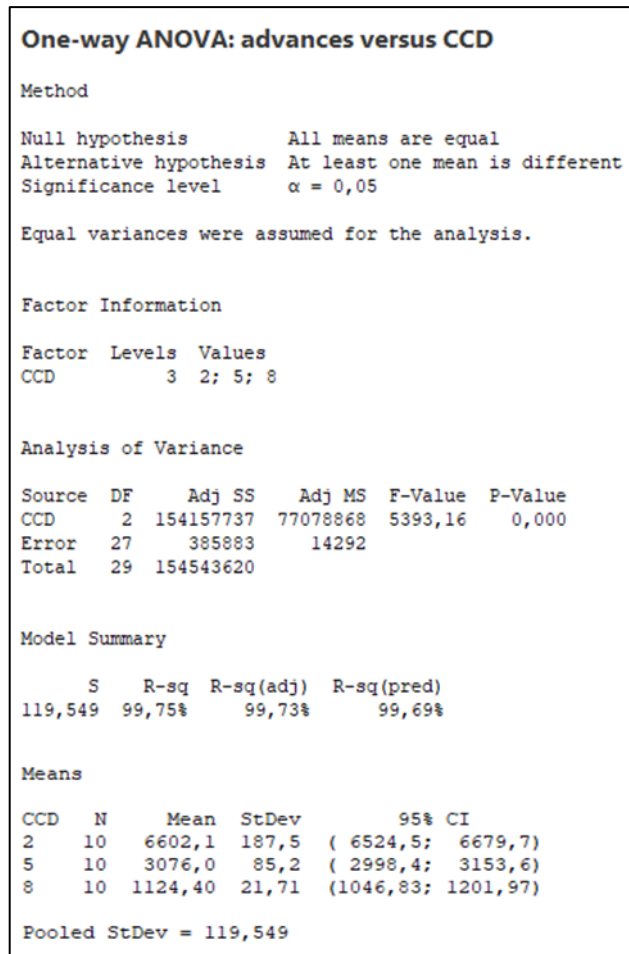 One-way ANOVA: advances versus CCD
Method
Null hypothesis All means are equal
Alternative hypothesis At least one mean is different
Significance level α = 0,05
Equal variances were assumed for the analysis.
Factor Information
Factor Levels Values
CCD 3 2; 5; 8
Analysis of Variance
Source DF Adj SS Adj MS F-Value P-Value
CCD 2 154157737 77078868 5393,16 0,000
Error 27 385883 14292
Total 29 154543620
Model Summary
S R-sq R-sq(adj) R-sq(pred)
119,549 99,75% 99,73% 99,69%
Means
CCD N Mean StDev 95% CI
2 10 6602,1 187,5 ( 6524,5; 6679,7)
5 10 3076,0 85,2 ( 2998,4; 3153,6)
8 10 1124,40 21,71 (1046,83; 1201,97)
Pooled StDev = 119,549